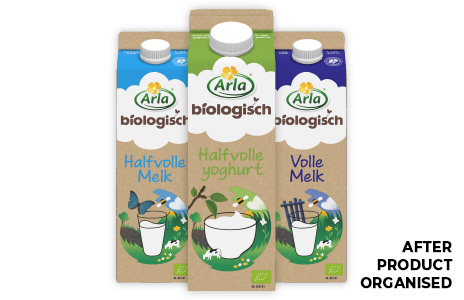 Arla
biologisch
Halfvolle
Melk
Arla
biologisch
Halfvolle
yoghurt
Arla
biologisch
Volle
Melk
AFTER
PRODUCT
ORGANISED